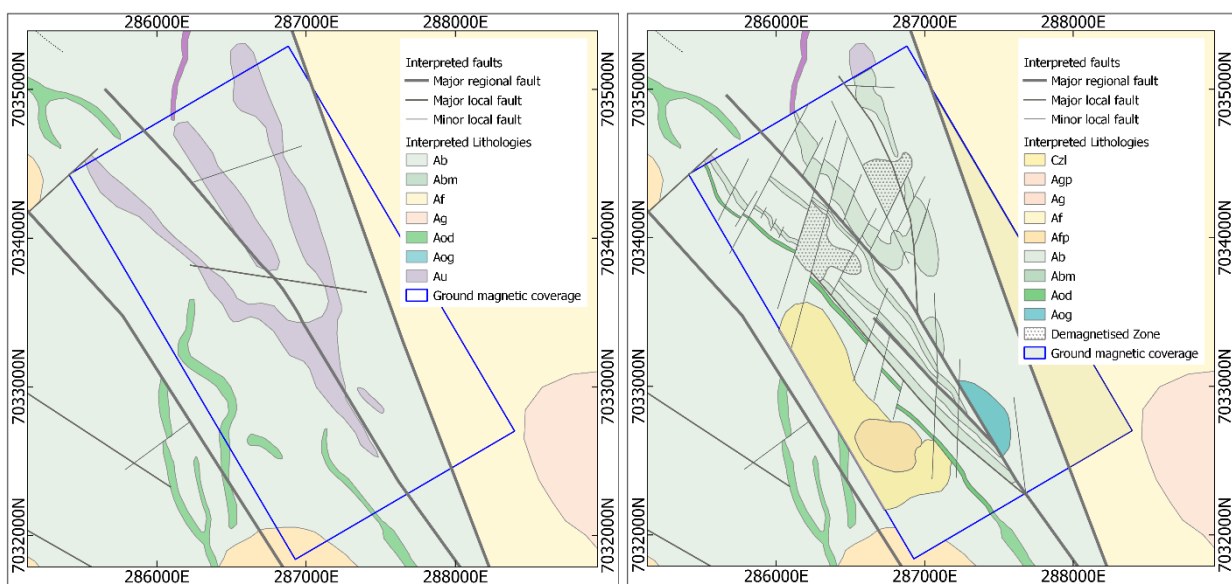 286000E 287000E 288000E
7035000N
7034000N
7033000N
7032000N
Interpreted faults
Major regional fault
Major local fault
Minor local fault
Interpreted Lithologies
Ab
Abm
Af
Ag
Aod
Aog
Au
Ground magnetic coverage
286000E 287000E 288000E
286000E 287000E 288000E
7035000N
7034000N
7033000N
7032000N
Interpreted faults
Major regional fault
Major local fault
Minor local fault
Interpreted Lithologies
Czl
Agp
Ag
Af
Afp
Ab
Abm
Aod
Aog
Demagnetised Zone
Ground magnetic coverage
286000E 287000E 288000E